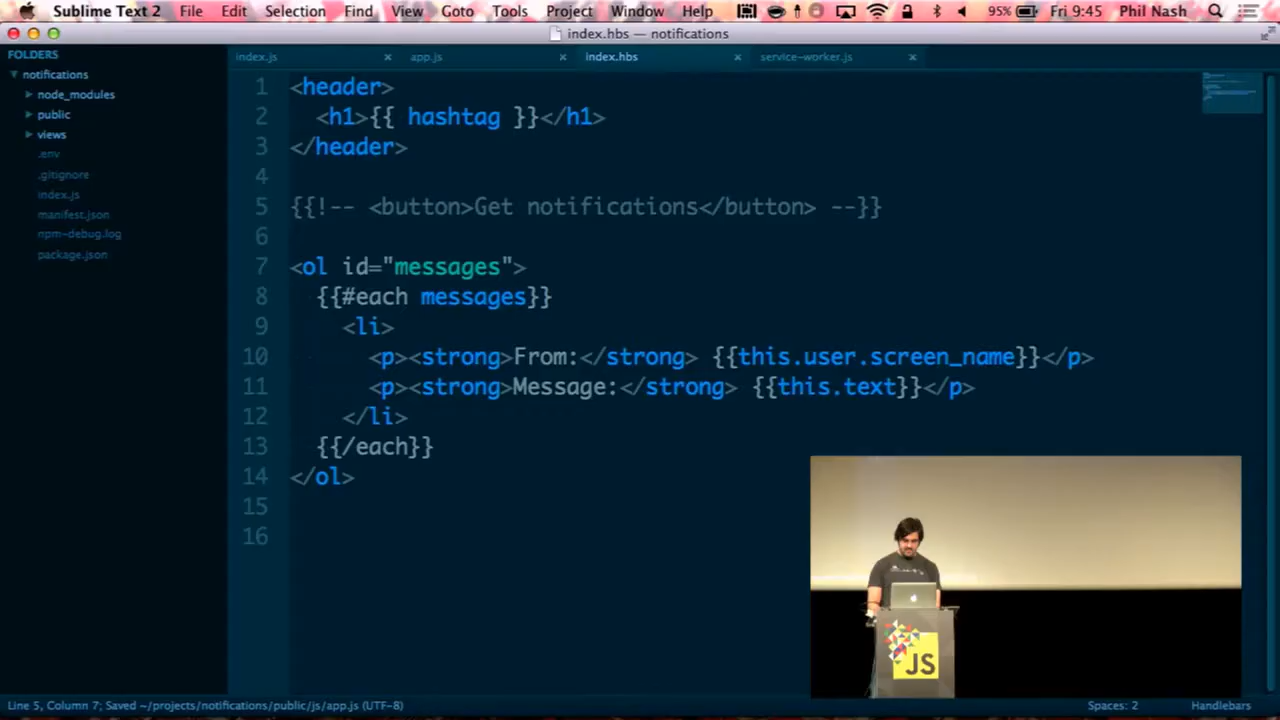 Sublime Text 2 File Edit Selection Find View Goto Tools Project Window Help 95% Fri 9:45 Phil Nash
index.hbs — notifications
FOLDERS
notifications
node_modules
public
views
.env
.gitignore
index.js
manifest.json
npm-debug.log
package.json
index.js app.js index.hbs service-worker.js
1 <header>
2 <h1>{{ hashtag }}</h1>
3 </header>
4
5 {{!-- <button>Get notifications</button> --}}
6
7 <ol id="messages">
8 {{#each messages}}
9 <li>
10 <p><strong>From:</strong> {{this.user.screen_name}}</p>
11 <p><strong>Message:</strong> {{this.text}}</p>
12 </li>
13 {{/each}}
14 </ol>
15
16
JS
Line 5, Column 7; Saved ~/projects/notifications/public/js/app.js (UTF-8) Spaces: 2 Handlebars